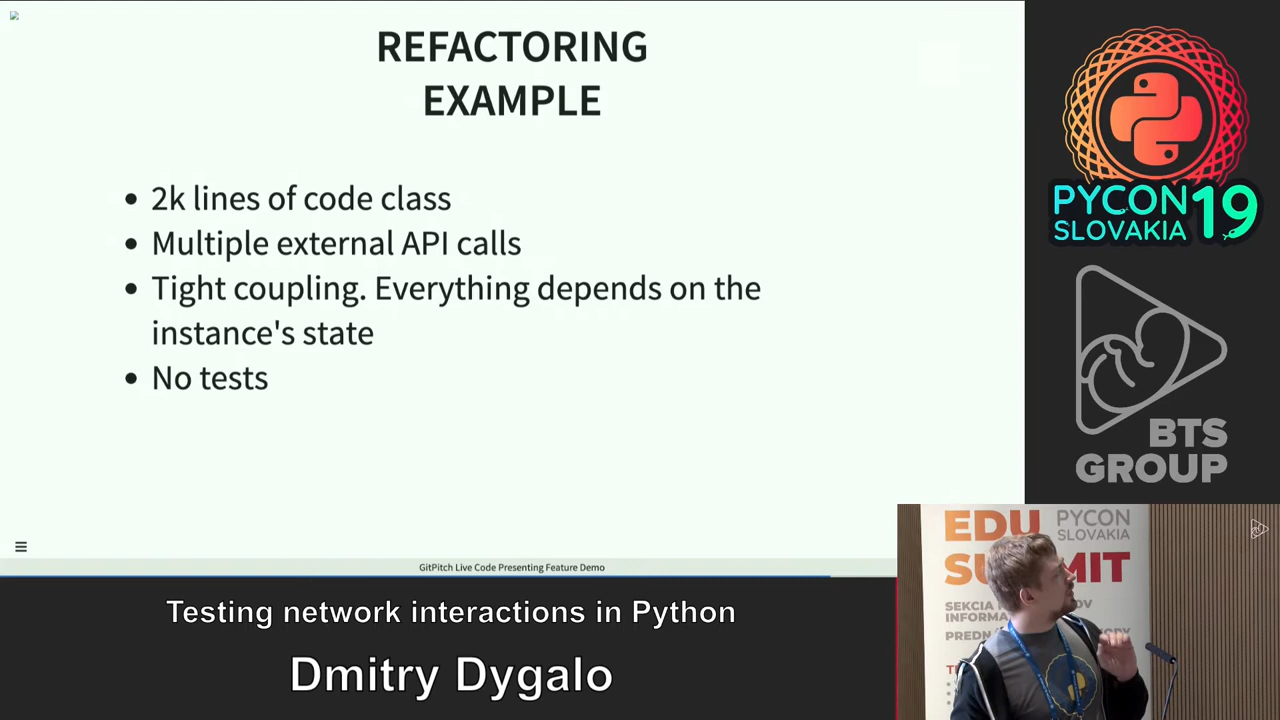 REFACTORING
EXAMPLE
2k lines of code class
Multiple external API calls
Tight coupling. Everything depends on the
instance's state
No tests
GitPitch Live Code Presenting Feature Demo
Testing network interactions in Python
Dmitry Dygalo
PYCON 19
SLOVAKIA
BTS
GROUP
EDU PYCON
SLOVAKIA
SEKCIA
PREDN